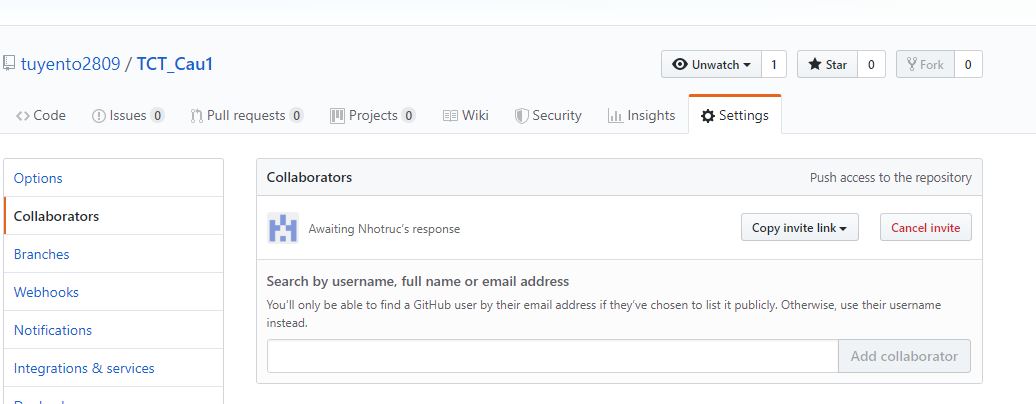 tuyento2809 / TCT_Cau1
Unwatch 1 Star 0 Fork 0
Code Issues 0 Pull requests 0 Projects 0 Wiki Security Insights Settings
Options
Collaborators
Branches
Webhooks
Notifications
Integrations & services
Collaborators Push access to the repository
Awaiting Nhotruc's response Copy invite link Cancel invite
Search by username, full name or email address
You'll only be able to find a GitHub user by their email address if they've chosen to list it publicly. Otherwise, use their username
instead.
Add collaborator